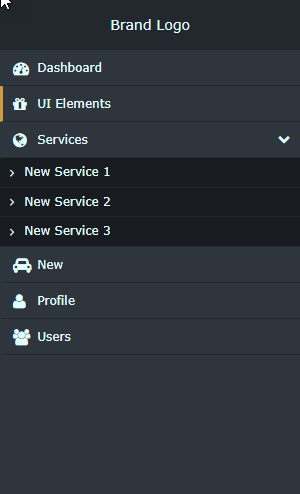 Brand Logo
Dashboard
UI Elements
Services
New Service 1
New Service 2
New Service 3
New
Profile
Users